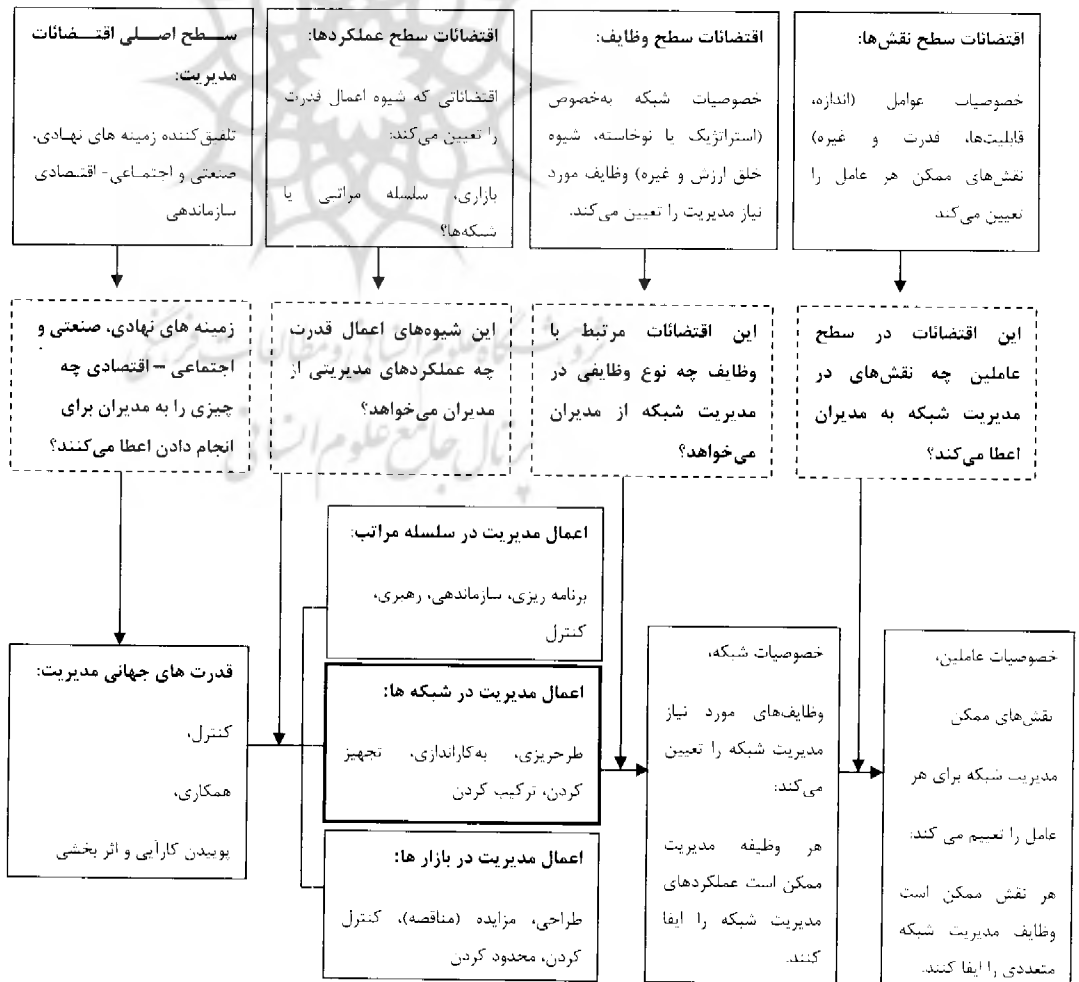 سطح اصلی اقتضائات
مدیریت:
تلفیق‌کننده زمینه های نهادی،
صنعتی و اجتماعی- اقتصادی
سازماندهی
اقتضائات سطح عملکردها:
اقتضائاتی که شیوه اعمال قدرت
را تعیین می‌کند:
بازاری، سلسله مراتبی یا
شبکه‌ها؟
اقتضائات سطح وظایف:
خصوصیات شبکه به‌خصوص
(استراتژیک یا نوخاسته، شیوه
خلق ارزش و غیره) وظایف مورد
نیاز مدیریت را تعیین می‌کند.
اقتضائات سطح نقش‌ها:
خصوصیات عوامل (اندازه،
قابلیت‌ها، قدرت و غیره)
نقش‌های ممکن هر عامل را
تعیین می‌کند
زمینه های نهادی، صنعتی و
اجتماعی – اقتصادی چه
چیزی را به مدیران برای
انجام دادن اعطا می‌کنند؟
این شیوه‌های اعمال قدرت
چه عملکردهای مدیریتی از
مدیران می‌خواهد؟
این اقتضائات مرتبط با
وظایف چه نوع وظایفی در
مدیریت شبکه از مدیران
می‌خواهد؟
این اقتضائات در سطح
عاملین چه نقش‌های در
مدیریت شبکه به مدیران
اعطا می‌کند؟
پرتال جامع علوم انسانی
قدرت های جهانی مدیریت:
کنترل،
همکاری،
پوییدن کارآیی و اثر بخشی
اعمال مدیریت در سلسله مراتب:
برنامه ریزی، سازماندهی، رهبری،
کنترل
اعمال مدیریت در شبکه ها:
طرحریزی، به‌کاراندازی، تجهیز
کردن، ترکیب کردن
اعمال مدیریت در بازار ها:
طراحی، مزایده (مناقصه)، کنترل
کردن، محدود کردن
خصوصیات شبکه،
وظایف‌های مورد نیاز
مدیریت شبکه را تعیین
می‌کند:
هر وظیفه مدیریت
ممکن است عملکردهای
مدیریت شبکه را ایفا
کنند.
خصوصیات عاملین،
نقش‌های ممکن
مدیریت شبکه برای هر
عامل را تعییم می کند:
هر نقش ممکن است
وظایف مدیریت شبکه
متعددی را ایفا کنند.